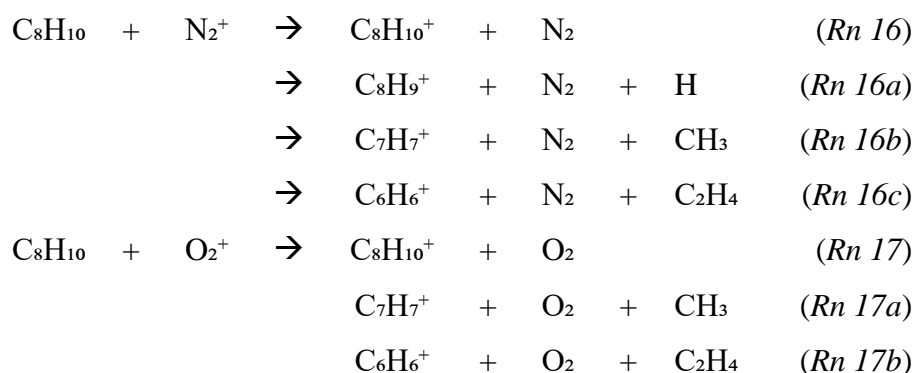 C₈H₁₀ + N₂⁺ → C₈H₁₀⁺ + N₂ (Rn 16)
→ C₈H₉⁺ + N₂ + H (Rn 16a)
→ C₇H₇⁺ + N₂ + CH₃ (Rn 16b)
→ C₆H₆⁺ + N₂ + C₂H₄ (Rn 16c)
C₈H₁₀ + O₂⁺ → C₈H₁₀⁺ + O₂ (Rn 17)
C₇H₇⁺ + O₂ + CH₃ (Rn 17a)
C₆H₆⁺ + O₂ + C₂H₄ (Rn 17b)